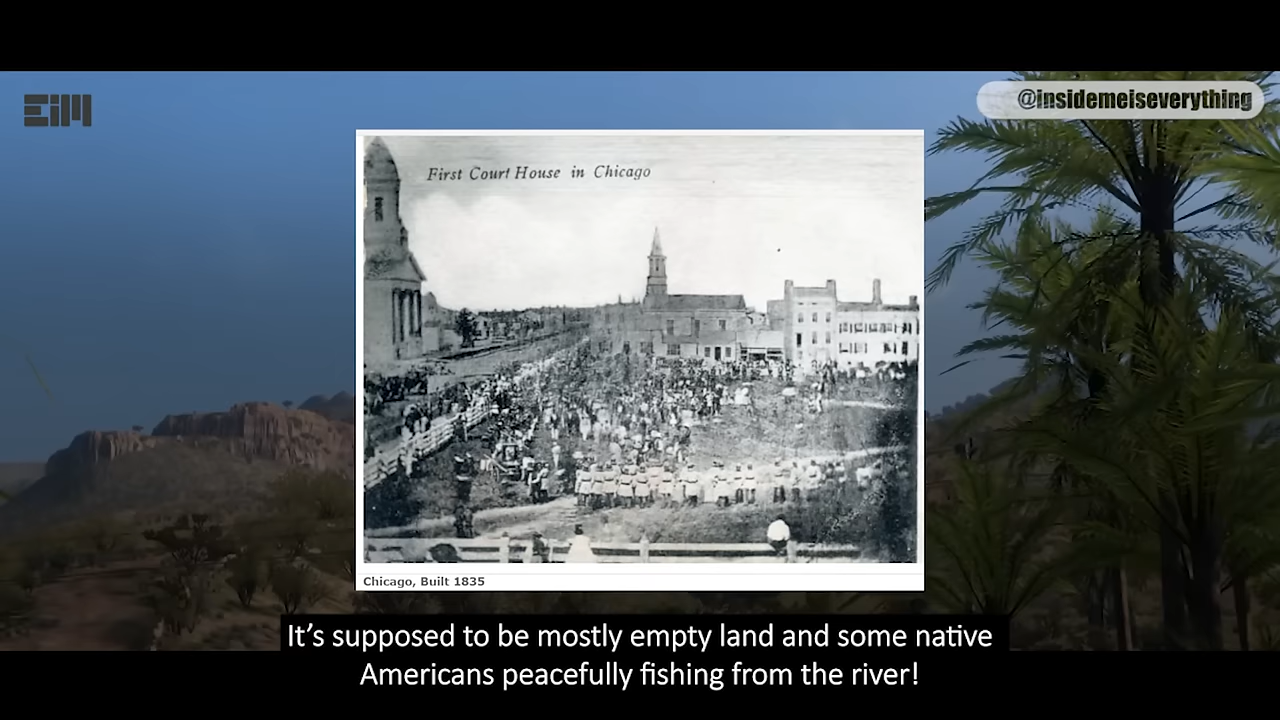 EiM
@insidemeiseverything
First Court House in Chicago
Chicago, Built 1835
It’s supposed to be mostly empty land and some native
Americans peacefully fishing from the river!